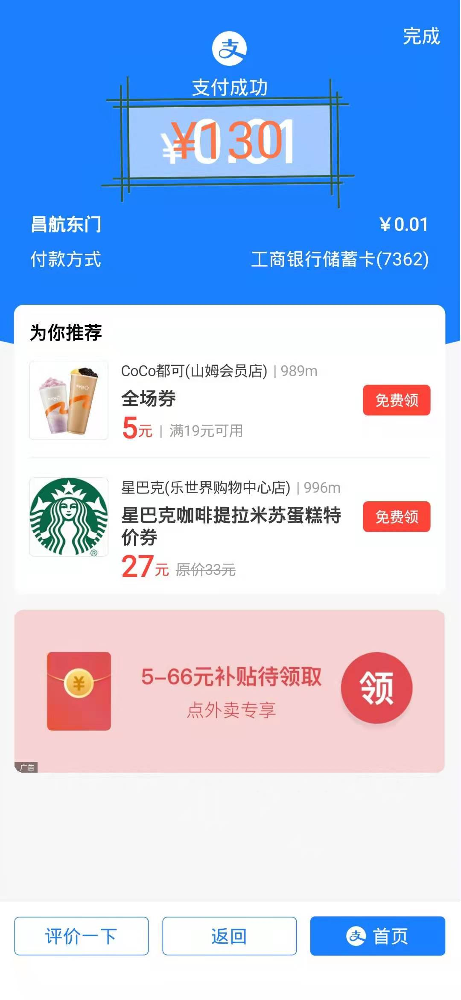 完成
支付成功
¥0.01
¥130
昌航东门 ¥0.01
付款方式 工商银行储蓄卡(7362)
为你推荐
CoCo都可(山姆会员店) | 989m
全场券
5元 | 满19元可用
免费领
星巴克(乐世界购物中心店) | 996m
星巴克咖啡提拉米苏蛋糕特
价券
27元 原价33元
免费领
5-66元补贴待领取
点外卖专享
领
广告
评价一下 返回 首页